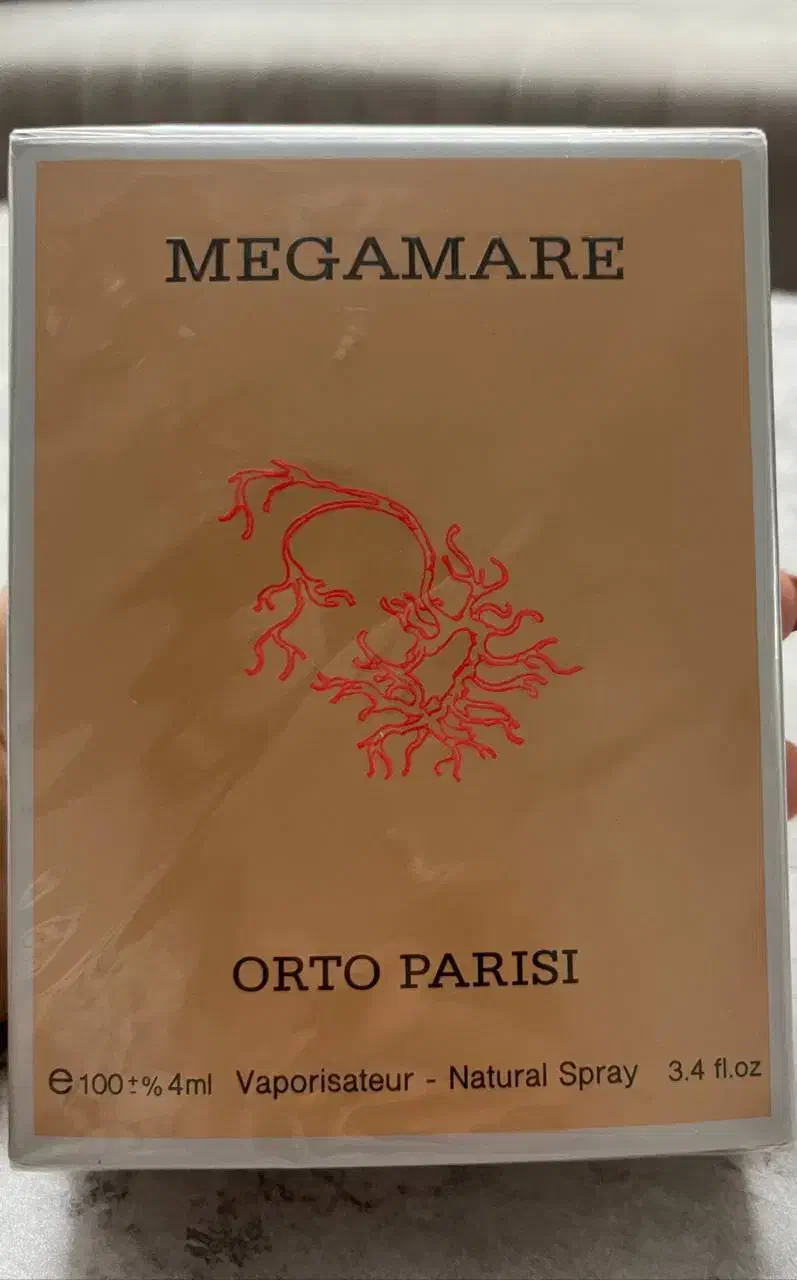 MEGAMARE
ORTO PARISI
e 100 ±% 4ml Vaporisateur - Natural Spray 3.4 fl.oz